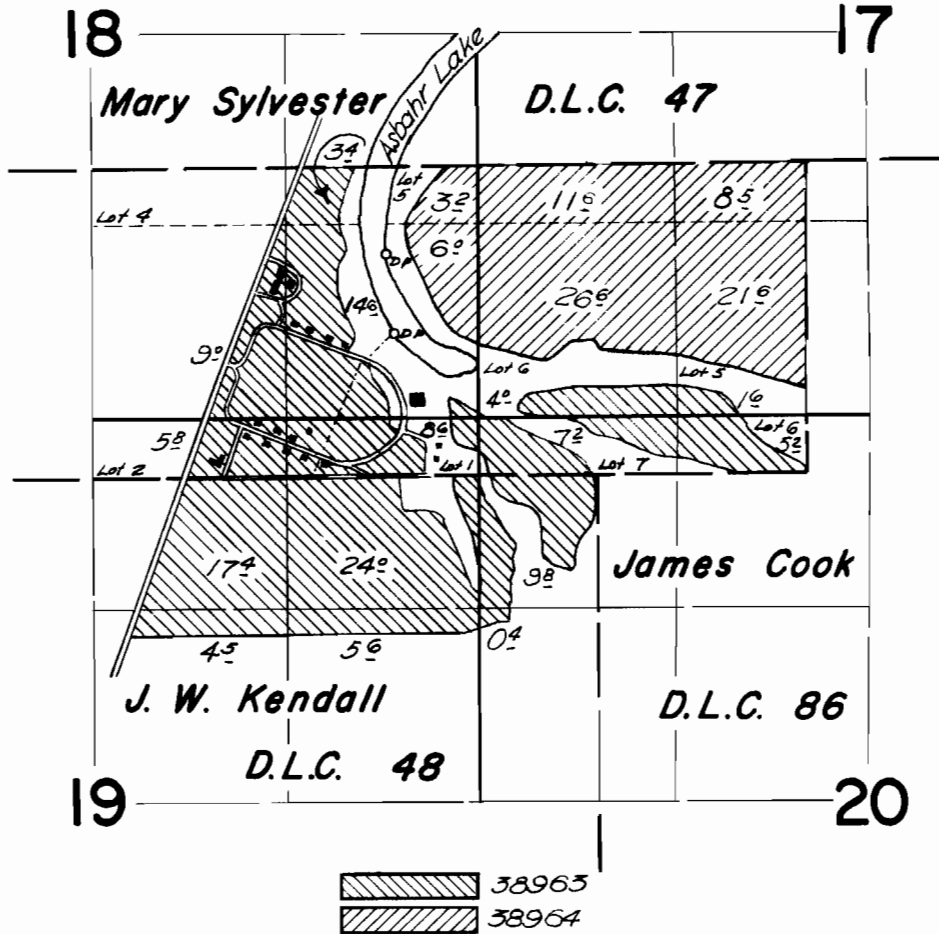 18
17
Asbahr Lake
Mary Sylvester
D.L.C. 47
3.4
Lot 5
3.2
11.6
8.5
Lot 4
6.0
D.P.
26.6
21.6
14.6
D.P.
9.0
Lot 6
Lot 5
4.0
1.6
Lot 6
5.8
8.6
7.2
5.2
Lot 2
Lot 1
Lot 7
17.4
24.0
9.8
James Cook
4.5
5.6
0.4
J. W. Kendall
D.L.C. 86
D.L.C. 48
19
20
38963
38964